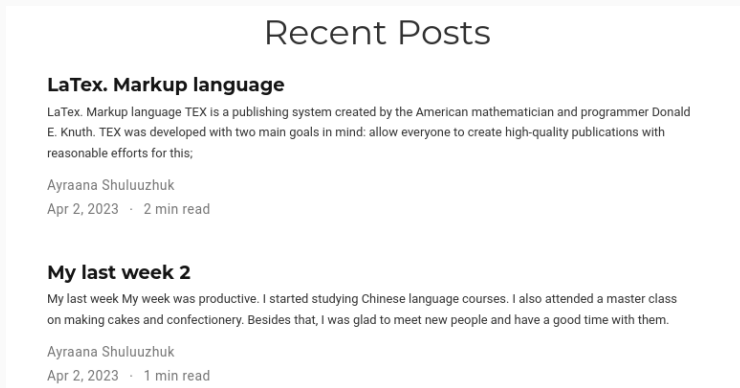 Recent Posts
LaTex. Markup language
LaTex. Markup language TEX is a publishing system created by the American mathematician and programmer Donald
E. Knuth. TEX was developed with two main goals in mind: allow everyone to create high-quality publications with
reasonable efforts for this;
Ayraana Shuluuzhuk
Apr 2, 2023 · 2 min read
My last week 2
My last week My week was productive. I started studying Chinese language courses. I also attended a master class
on making cakes and confectionery. Besides that, I was glad to meet new people and have a good time with them.
Ayraana Shuluuzhuk
Apr 2, 2023 · 1 min read